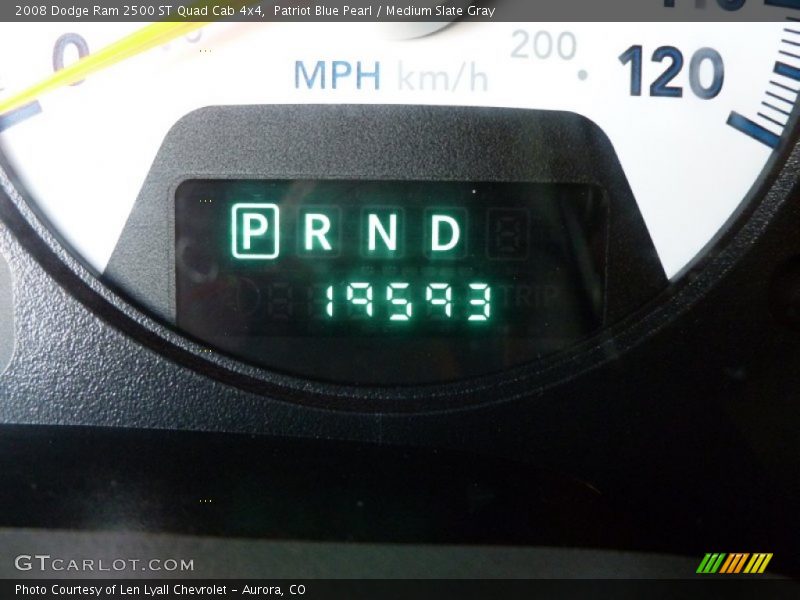 2008 Dodge Ram 2500 ST Quad Cab 4x4, Patriot Blue Pearl / Medium Slate Gray
0
200
MPH km/h
120
P R N D
19593
TRIP
GTCARLOT.COM
Photo Courtesy of Len Lyall Chevrolet - Aurora, CO